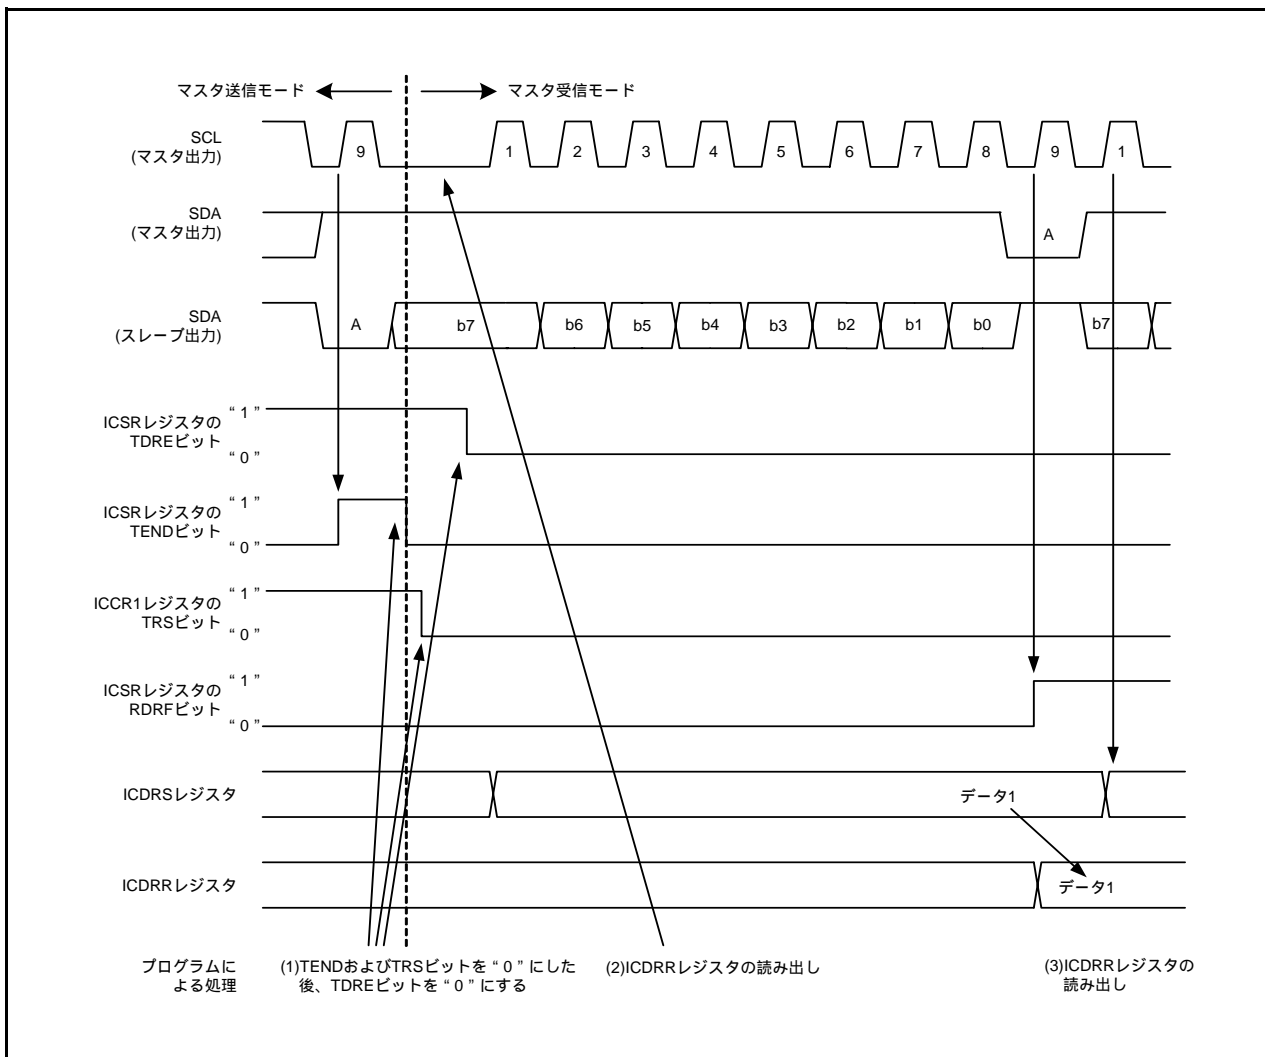 マスタ送信モード
マスタ受信モード
SCL
(マスタ出力)
9
1
2
3
4
5
6
7
8
9
1
SDA
(マスタ出力)
A
SDA
(スレーブ出力)
A
b7
b6
b5
b4
b3
b2
b1
b0
b7
ICSRレジスタの
TDREビット
“ 1 ”
“ 0 ”
ICSRレジスタの
TENDビット
“ 1 ”
“ 0 ”
ICCR1レジスタの
TRSビット
“ 1 ”
“ 0 ”
ICSRレジスタの
RDRFビット
“ 1 ”
“ 0 ”
ICDRSレジスタ
データ1
ICDRRレジスタ
データ1
プログラムに
よる処理
(1)TENDおよびTRSビットを “ 0 ” にした
後、TDREビットを “ 0 ” にする
(2)ICDRRレジスタの読み出し
(3)ICDRRレジスタの
読み出し